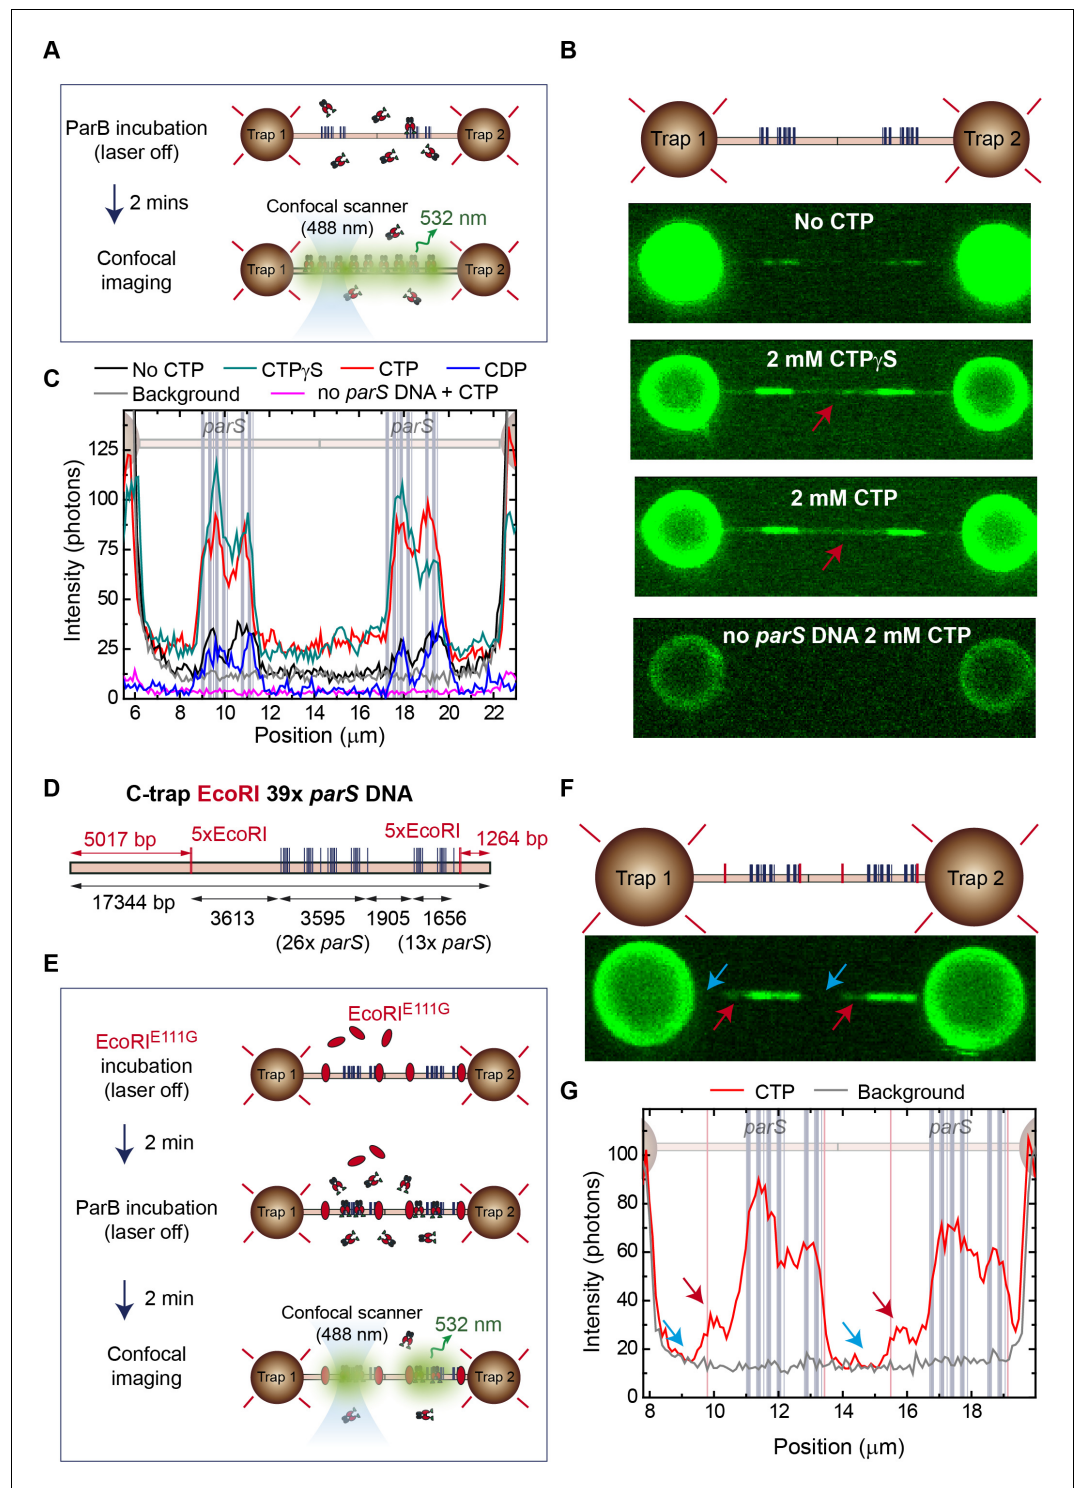 A
ParB incubation
(laser off)
2 mins
Confocal
imaging
Trap 1
Trap 2
Confocal scanner
(488 nm)
532 nm
Trap 1
Trap 2
B
Trap 1
Trap 2
No CTP
2 mM CTPγS
2 mM CTP
no parS DNA 2 mM CTP
C
No CTP
CTPγS
CTP
CDP
Background
no parS DNA + CTP
parS
parS
125
100
75
50
25
0
Intensity (photons)
6 8 10 12 14 16 18 20 22
Position (μm)
D
C-trap EcoRI 39x parS DNA
5017 bp
5xEcoRI
5xEcoRI
1264 bp
17344 bp
3613
3595
1905
1656
(26x parS)
(13x parS)
E
EcoRIE111G
EcoRIE111G
incubation
(laser off)
Trap 1
Trap 2
2 min
ParB incubation
(laser off)
Trap 1
Trap 2
2 min
Confocal
imaging
Confocal scanner
(488 nm)
532 nm
Trap 1
Trap 2
F
Trap 1
Trap 2
G
CTP
Background
parS
parS
100
80
60
40
20
0
Intensity (photons)
8 10 12 14 16 18
Position (μm)